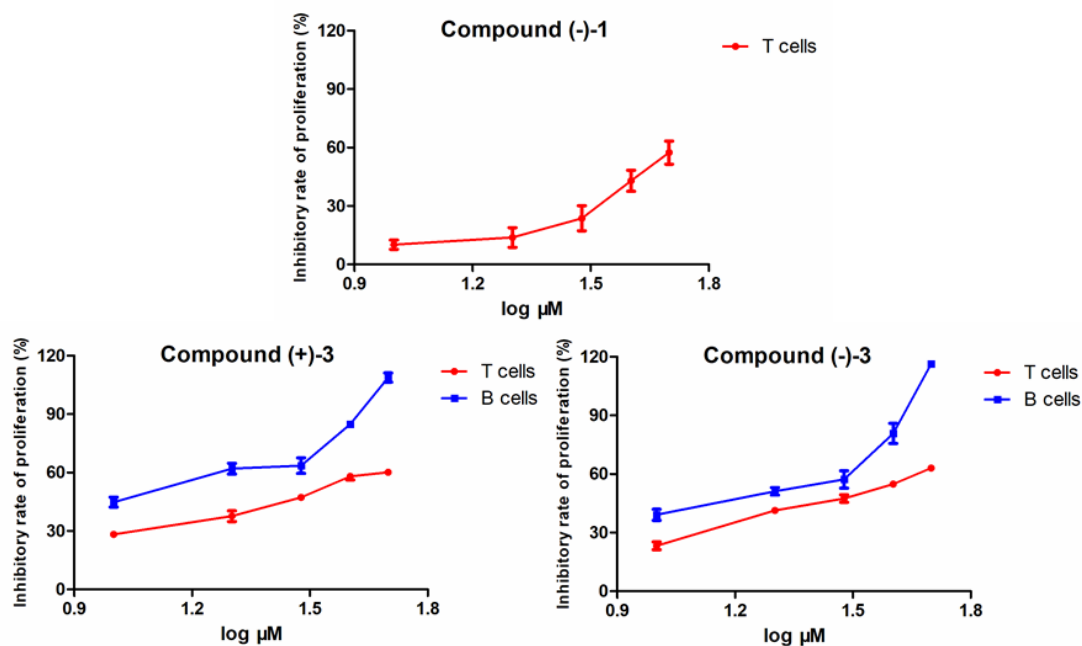 Compound (-)-1
T cells
Inhibitory rate of proliferation (%)
120
90
60
30
0
0.9 1.2 1.5 1.8
log µM
Compound (+)-3
T cells
B cells
Inhibitory rate of proliferation (%)
120
90
60
30
0
0.9 1.2 1.5 1.8
log µM
Compound (-)-3
T cells
B cells
Inhibitory rate of proliferation (%)
120
90
60
30
0
0.9 1.2 1.5 1.8
log µM